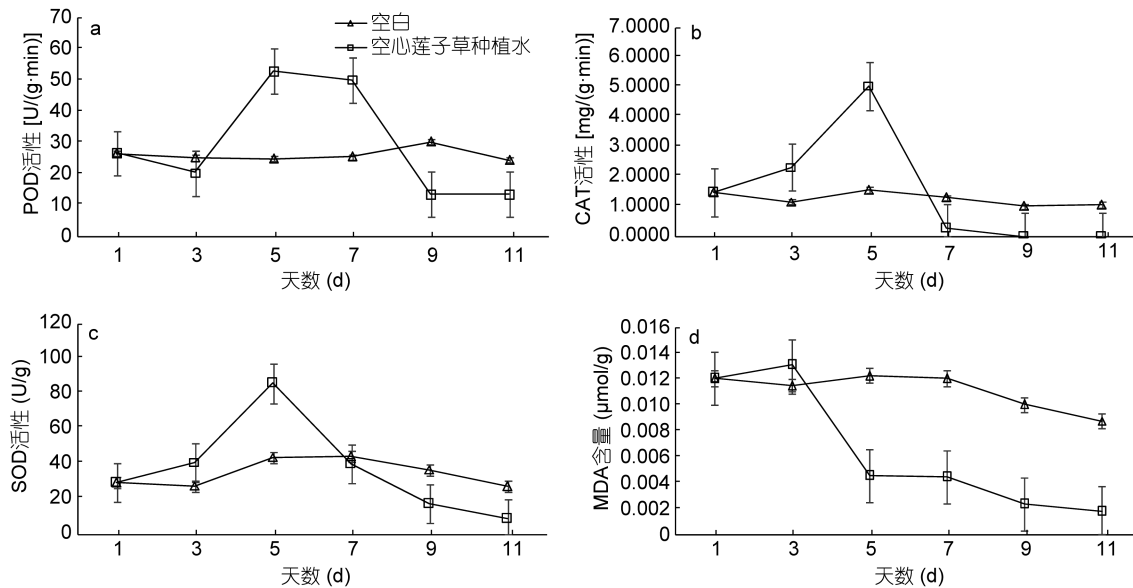 a
空白
空心莲子草种植水
POD活性 [U/(g·min)]
70
60
50
40
30
20
10
0
1 3 5 7 9 11
天数 (d)
b
CAT活性 [mg/(g·min)]
7.0000
6.0000
5.0000
4.0000
3.0000
2.0000
1.0000
0.0000
1 3 5 7 9 11
天数 (d)
c
SOD活性 (U/g)
120
100
80
60
40
20
0
1 3 5 7 9 11
天数 (d)
d
MDA含量 (μmol/g)
0.016
0.014
0.012
0.010
0.008
0.006
0.004
0.002
0
1 3 5 7 9 11
天数 (d)